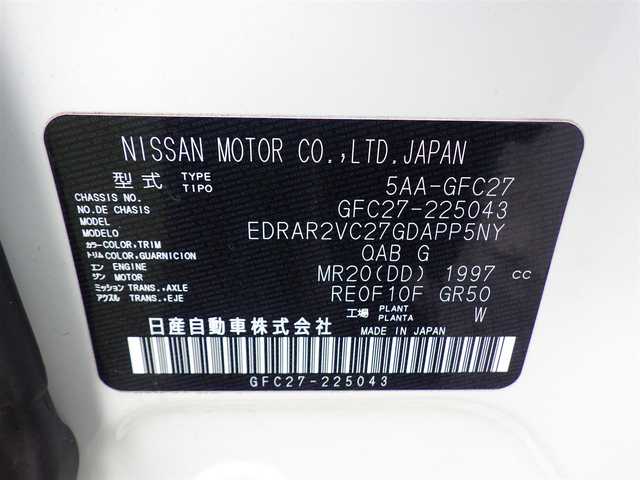 NISSAN MOTOR CO.,LTD.JAPAN
型式 TYPE TIPO 5AA-GFC27
CHASSIS NO.
NO.DE CHASIS GFC27-225043
MODEL
MODELO EDRAR2VC27GDAPP5NY
カラー COLOR,TRIM
トリム COLOR,GUARNICION QAB G
エンジン ENGINE MOTOR MR20(DD) 1997 cc
ミッション TRANS.,AXLE
アクスル TRANS.,EJE RE0F10F GR50
工場 PLANT PLANTA W
日産自動車株式会社 MADE IN JAPAN
GFC27-225043